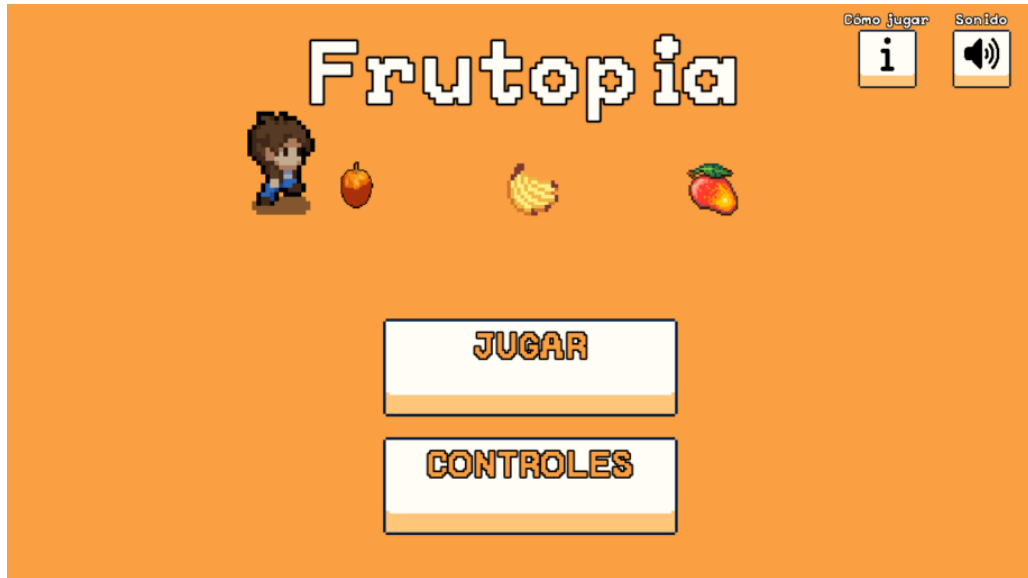 Cómo jugar
Sonido
i
Frutopia
JUGAR
CONTROLES